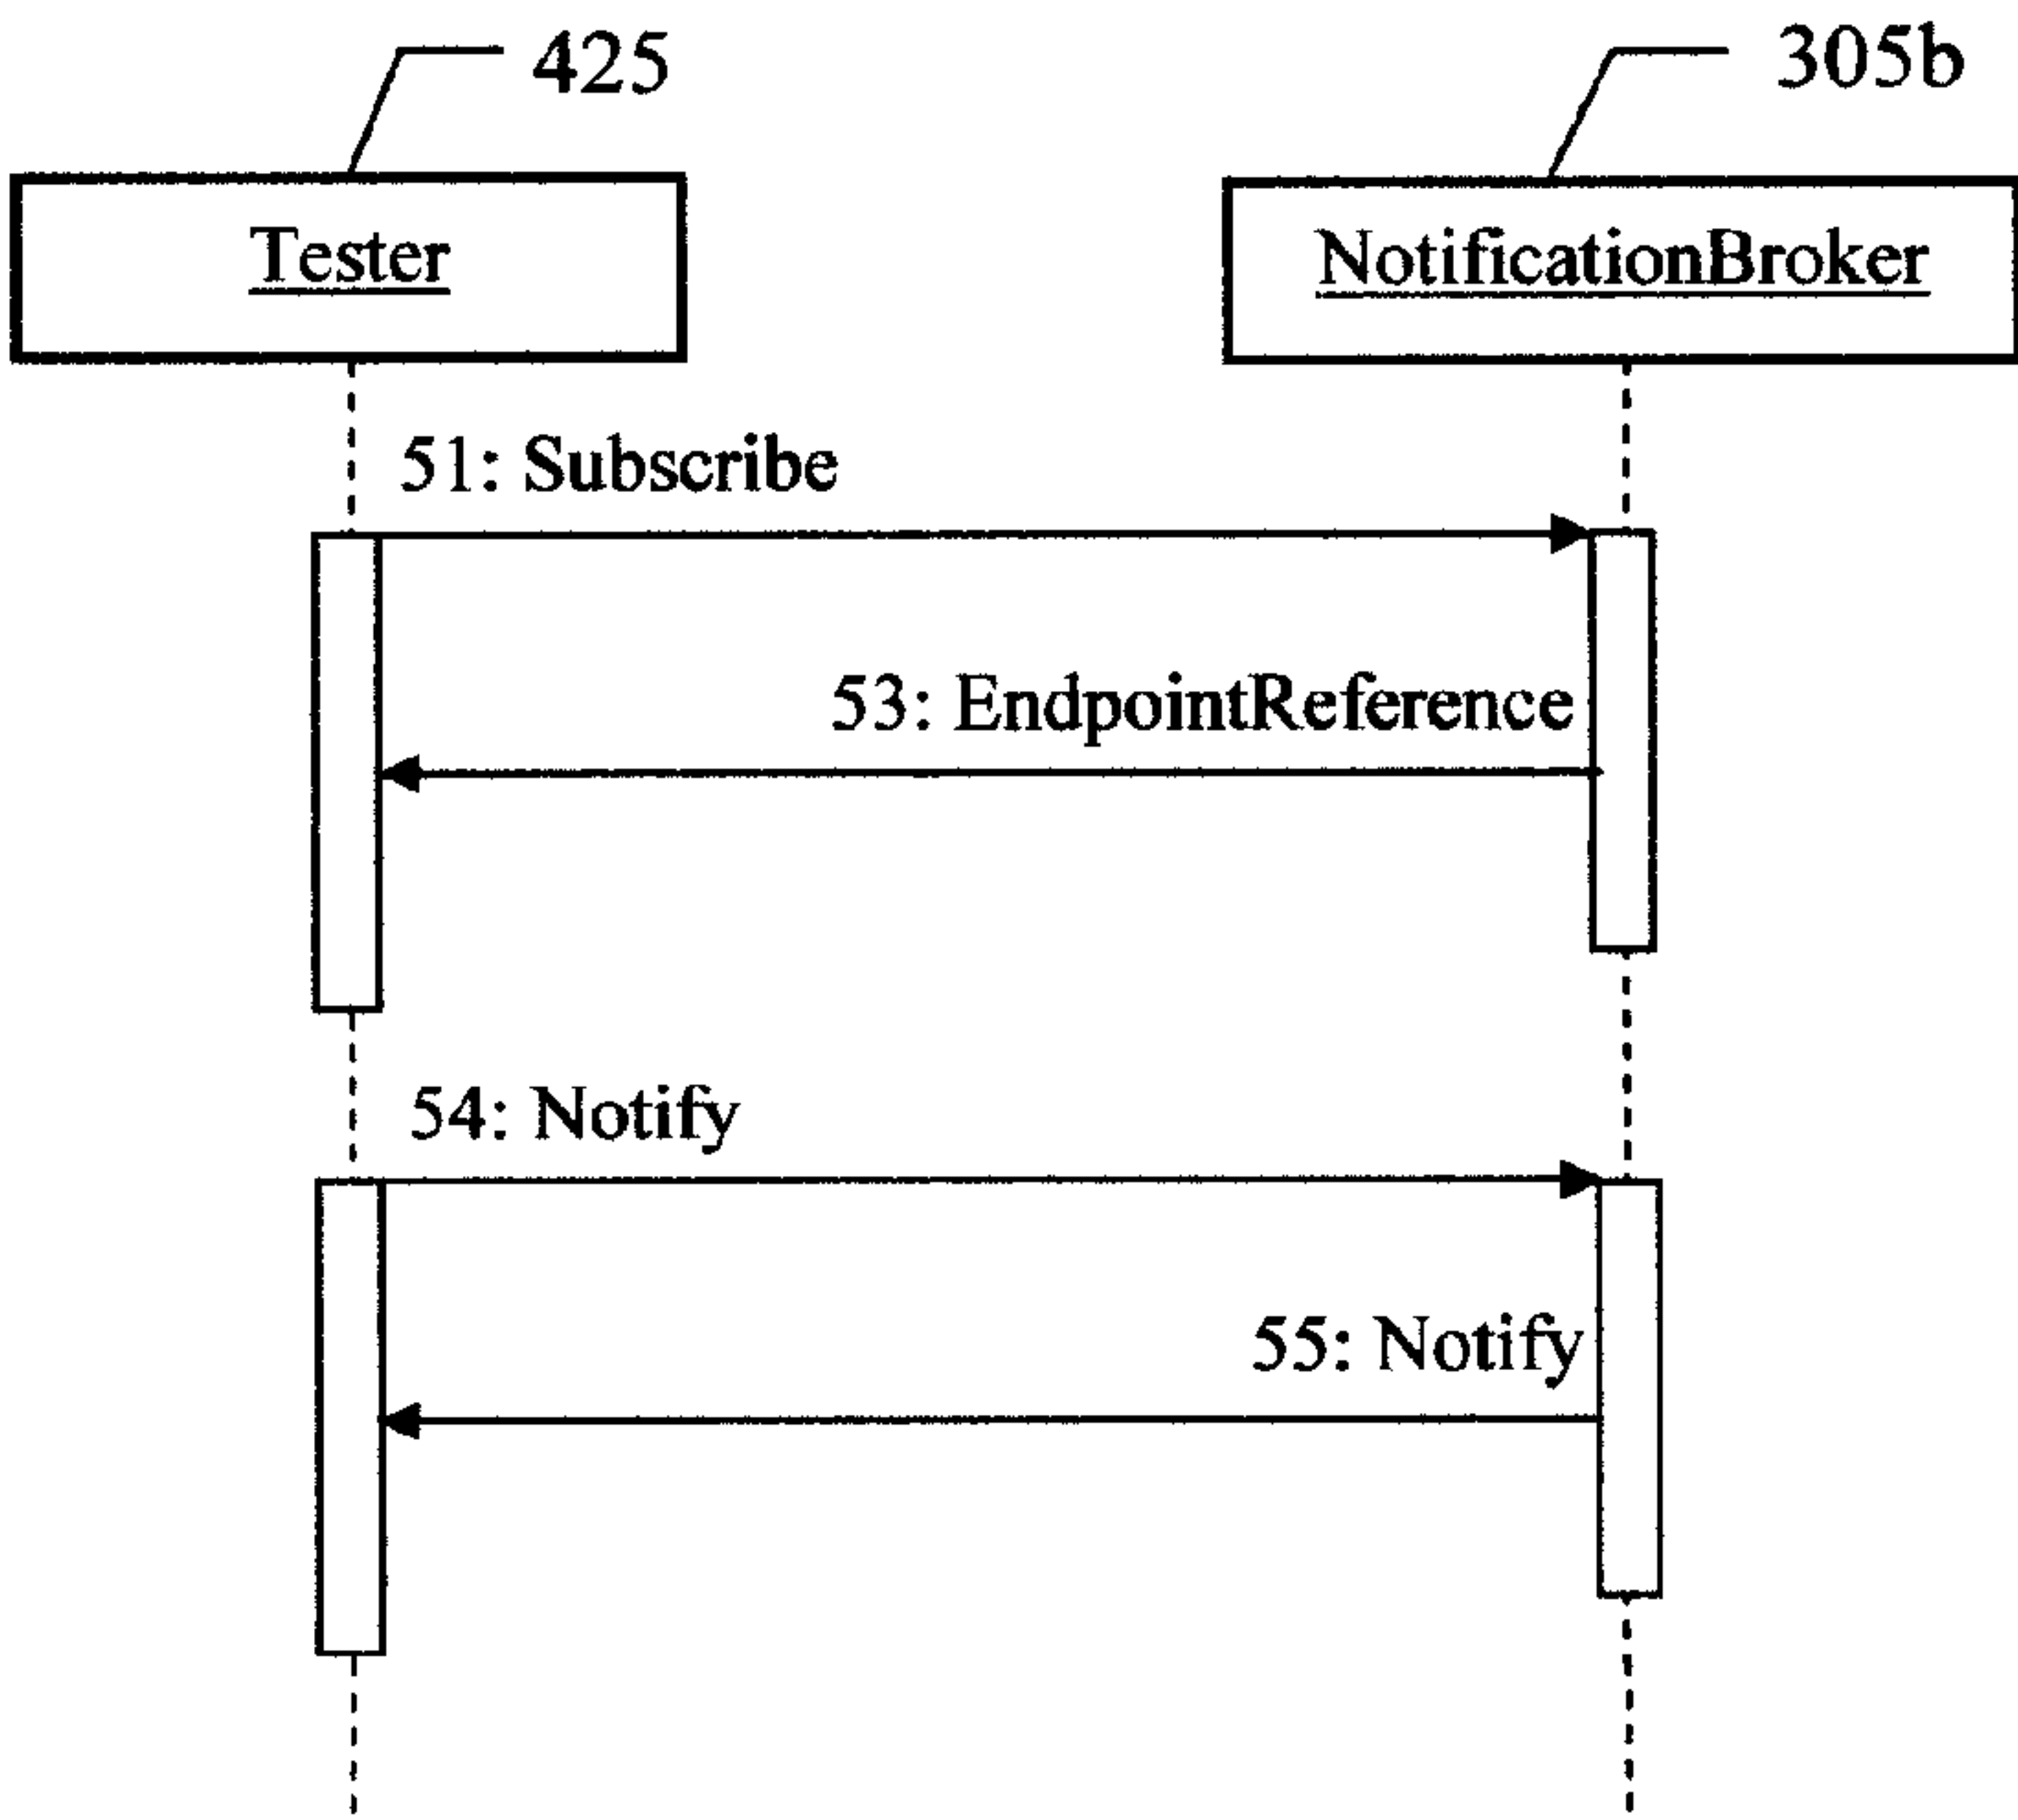 425
305b
Tester
NotificationBroker
51: Subscribe
53: EndpointReference
54: Notify
55: Notify